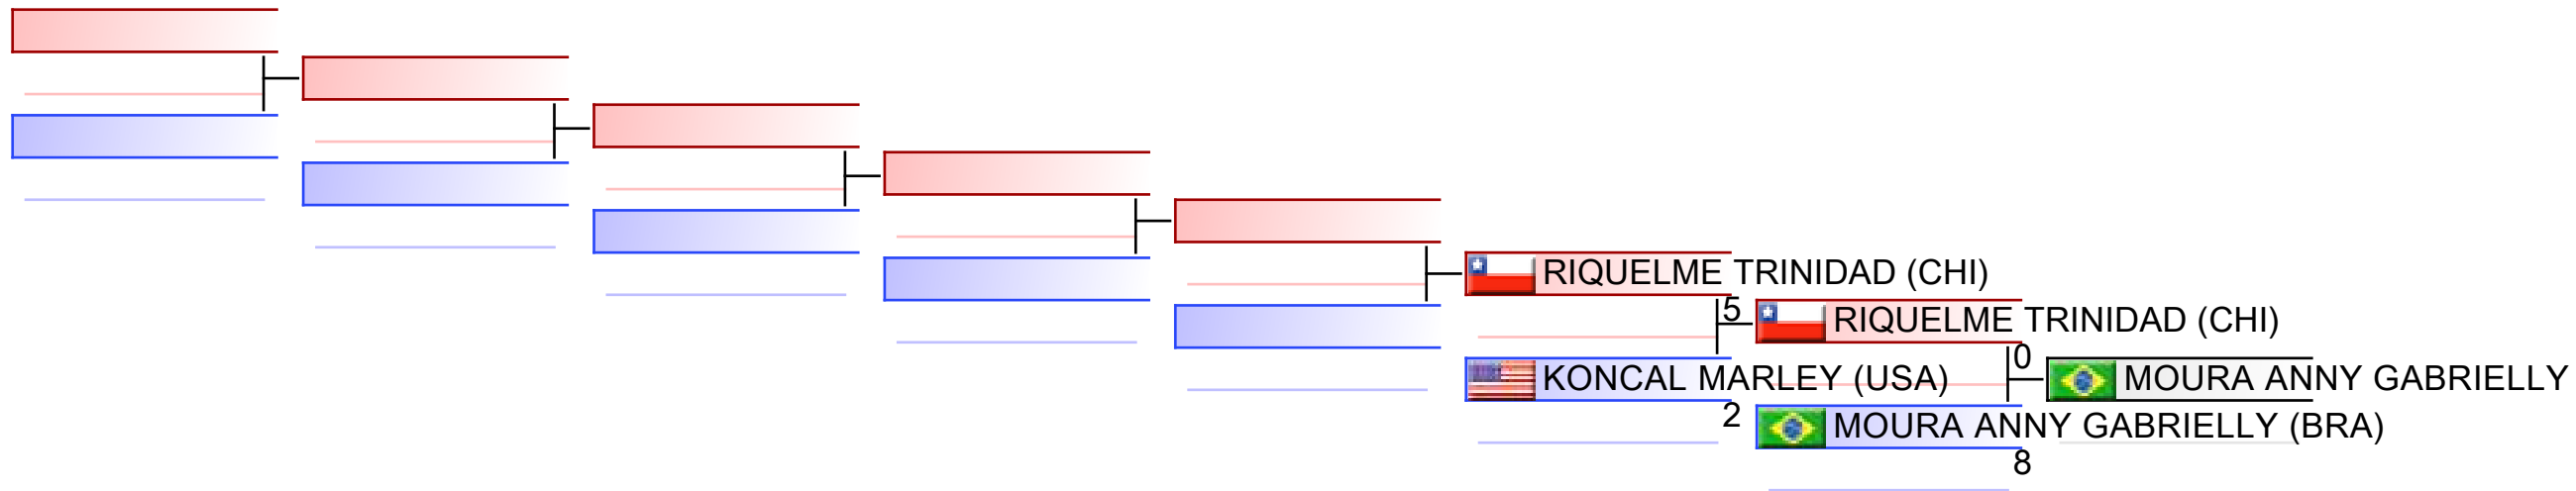 RIQUELME TRINIDAD (CHI)
5
RIQUELME TRINIDAD (CHI)
0
KONCAL MARLEY (USA)
MOURA ANNY GABRIELLY
2
MOURA ANNY GABRIELLY (BRA)
8